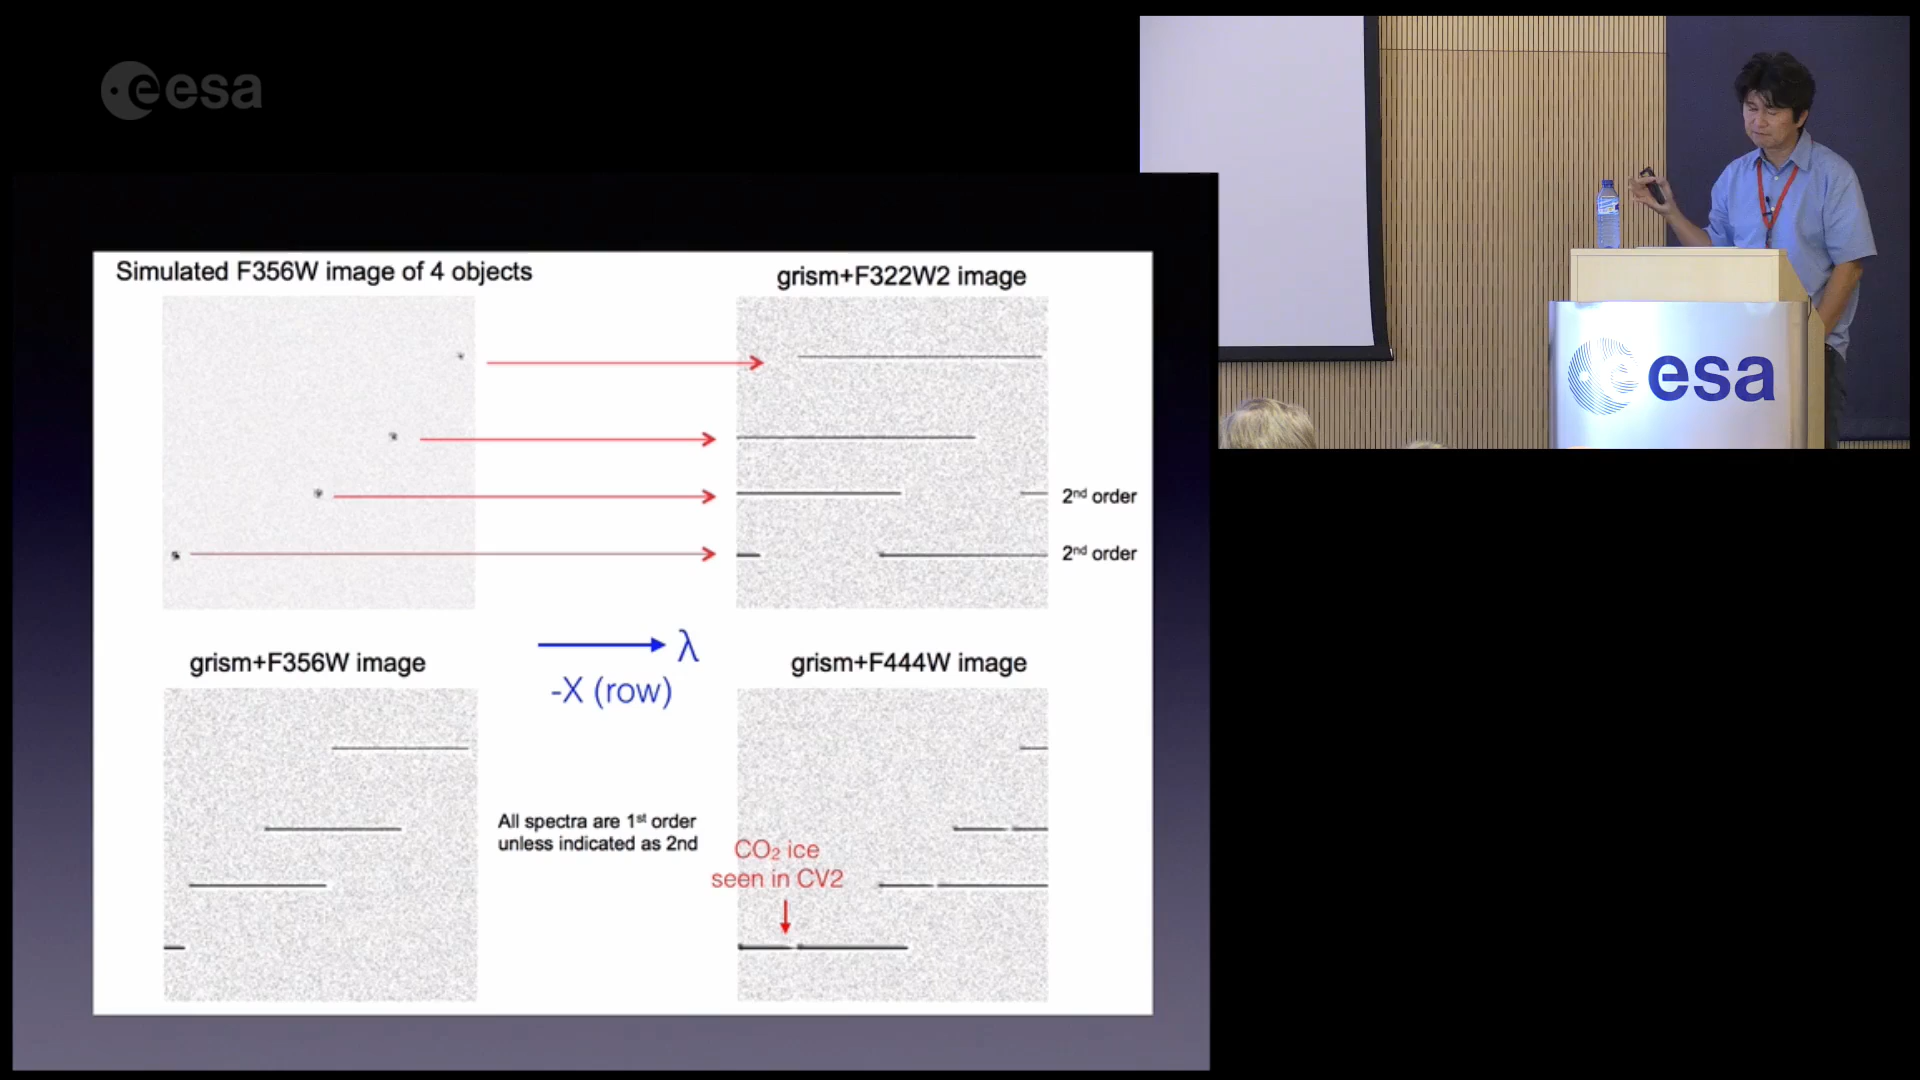 esa
Simulated F356W image of 4 objects
grism+F322W2 image
2nd order
2nd order
λ
-X (row)
grism+F356W image
grism+F444W image
All spectra are 1st order
unless indicated as 2nd
CO₂ ice
seen in CV2
esa